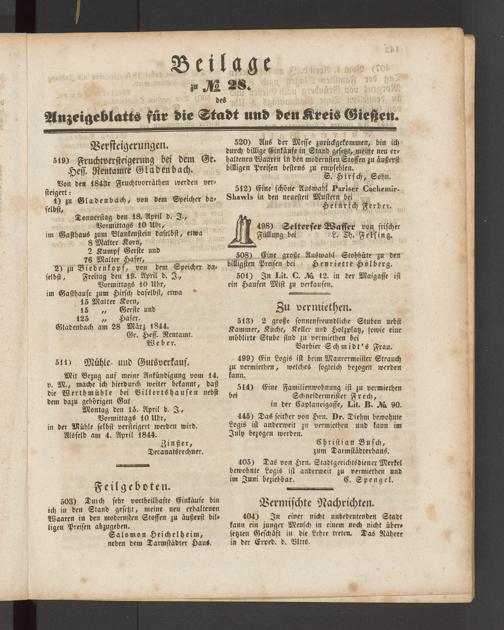 Beilage
zu № 28.
des
Anzeigeblatts für die Stadt und den Kreis Gießen.
Versteigerungen.
519) Fruchtversteigerung bei dem Gr.
Hess. Rentamte Gladenbach.
Von den 1843r Fruchtvorräthen werden ver-
steigert:
1) zu Gladenbach, von dem Speicher da-
selbst,
Donnerstag den 18. April d. J.,
Vormittags 10 Uhr,
im Gasthaus zum Blankenstein daselbst, etwa
8 Malter Korn,
2 Kumpf Gerste und
76 Malter Hafer,
2) zu Biedenkopf, von dem Speicher da-
selbst, Freitag den 19. April d. J.,
Vormittags 10 Uhr,
im Gasthause zum Hirsch daselbst, etwa
15 Malter Korn,
15 „ Gerste und
125 „ Hafer.
Gladenbach am 28 März 1844.
Gr. Hess. Rentamt.
Weber.
511) Mühle- und Gutsverkauf.
Mit Bezug auf meine Ankündigung vom 14.
v. M., mache ich hierdurch weiter bekannt, daß
die Werthmühle bei Billertshausen nebst
dem dazu gehörigen Gut
Montag den 15. April d. J.,
Vormittags 10 Uhr,
in der Mühle selbst versteigert werden wird.
Alsfeld am 4. April 1844.
Zinßer,
Decanatsrechner.
Feilgeboten.
503) Durch sehr vortheilhafte Einkäufe bin
ich in den Stand gesetzt, meine neu erhaltenen
Waaren in den modernsten Stoffen zu äußerst bil-
ligen Preisen abzugeben.
Salomon Heichelheim,
neben dem Darmstädter Haus.
520) Aus der Messe zurückgekommen, bin ich
durch billige Einkäufe in Stand gesetzt, meine neu er-
haltenen Waaren in den modernsten Stoffen zu äußerst
billigen Preisen bestens zu empfehlen.
S. Hirsch, Sohn.
512) Eine schöne Auswahl Pariser Cachemir-
Shawls in den neuesten Mustern bei
Heinrich Ferber.
498) Selterser Wasser von frischer
Füllung bei L. Th. Felsing.
508) Eine große Auswahl Strohhüte zu den
billigsten Preisen bei Henriette Holberg.
501) In Lit. C. № 12. in der Maigasse ist
ein Haufen Mist zu verkaufen.
Zu vermiethen.
513) 2 große sonnenfreundliche Stuben nebst
Kammer, Küche, Keller und Holzplatz, sowie eine
möblirte Stube sind zu vermiethen bei
Barbier Schmidt's Frau.
499) Ein Logis ist beim Maurermeister Strauch
zu vermiethen, welches sogleich bezogen werden
kann.
514) Eine Familienwohnung ist zu vermiethen
bei Schneidermeister Frech,
in der Caplaneigasse, Lit. B. № 90.
445) Das seither von Hrn. Dr. Diehm bewohnte
Logis ist anderweit zu vermiethen und kann im
July bezogen werden.
Christian Busch,
zum Darmstädterhaus.
405) Das von Hrn. Stadtgerichtsdiener Merkel
bewohnte Logis ist anderweit zu vermiethen und
im Juni beziehbar. C. Spengel.
Vermischte Nachrichten.
404) In einer nicht unbedeutenden Stadt
kann ein junger Mensch in einem noch nicht über-
setzten Geschäft in die Lehre treten. Das Nähere
in der Exped. d. Bltts.